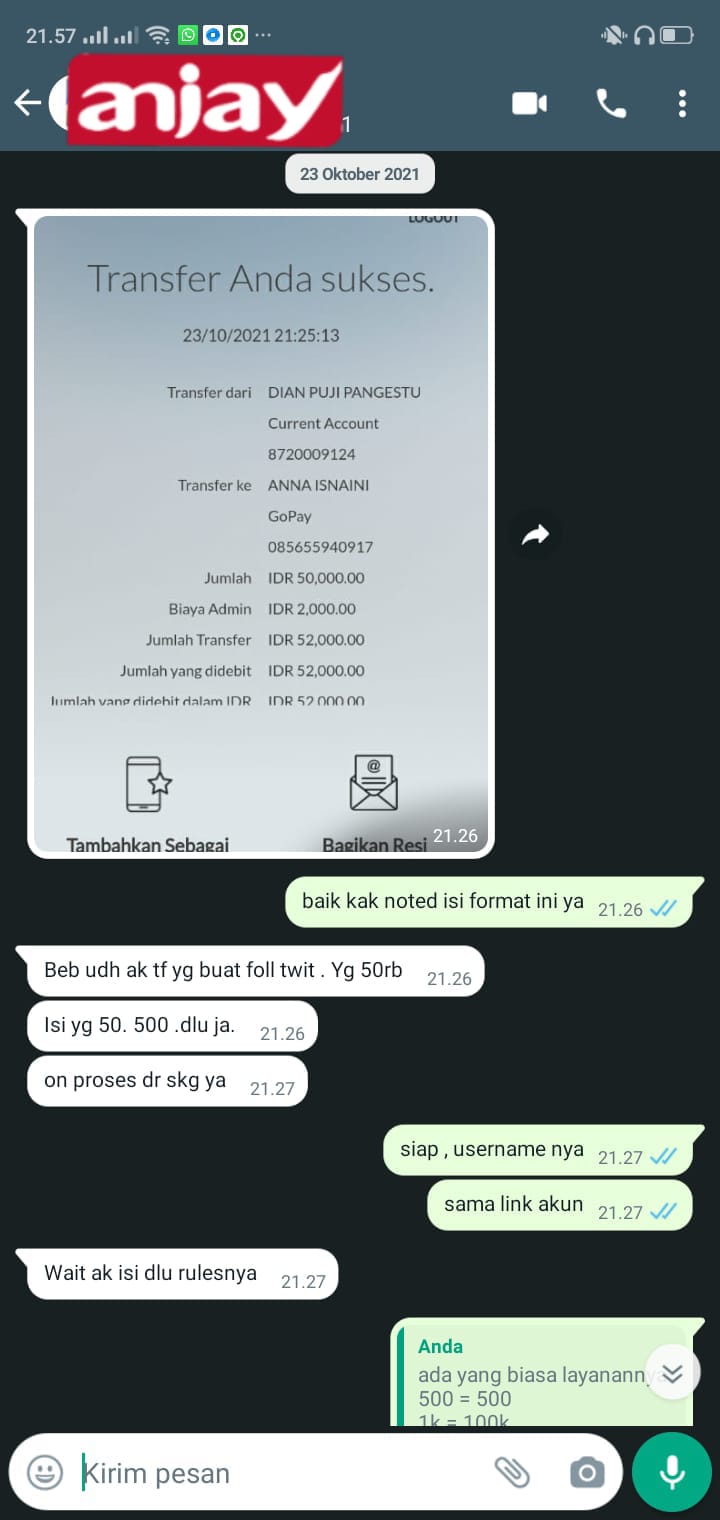 21.57
anjay
1
23 Oktober 2021
LOGOUT
Transfer Anda sukses.
23/10/2021 21:25:13
Transfer dari DIAN PUJI PANGESTU
Current Account
8720009124
Transfer ke ANNA ISNAINI
GoPay
085655940917
Jumlah IDR 50,000.00
Biaya Admin IDR 2,000.00
Jumlah Transfer IDR 52,000.00
Jumlah yang didebit IDR 52,000.00
Jumlah yang didebit dalam IDR IDR 52,000.00
Tambahkan Sebagai Bagikan Resi 21.26
baik kak noted isi format ini ya 21.26
Beb udh ak tf yg buat foll twit . Yg 50rb 21.26
Isi yg 50. 500 .dlu ja. 21.26
on proses dr skg ya 21.27
siap , username nya 21.27
sama link akun 21.27
Wait ak isi dlu rulesnya 21.27
Anda
ada yang biasa layanannya
500 = 500
1k = 100k
Kirim pesan